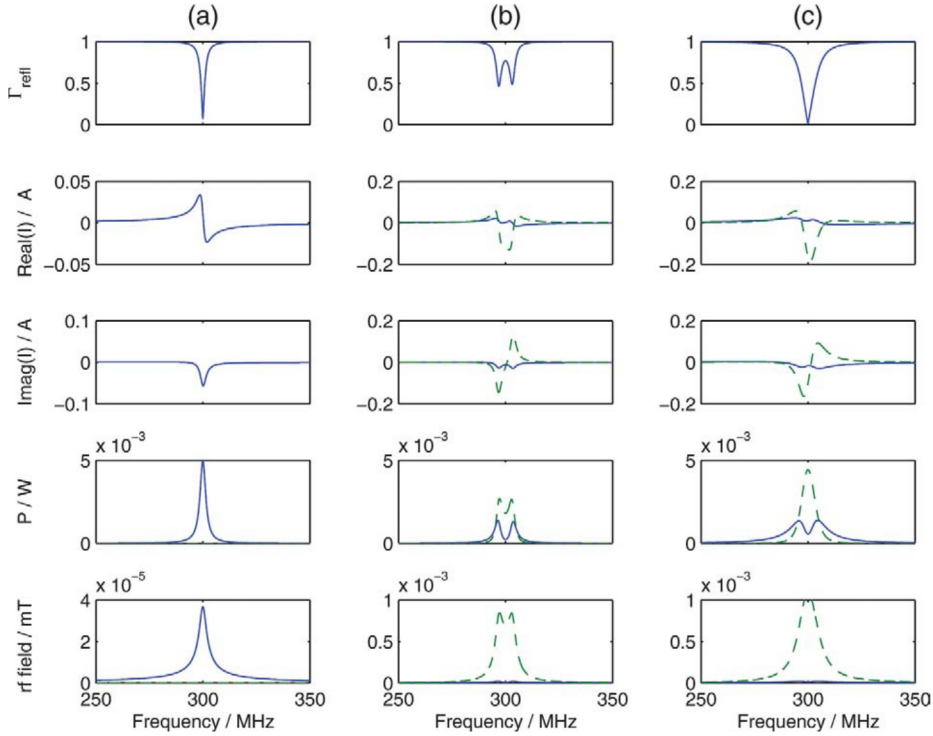 (a) (b) (c)
Γrefl
1 1 1
0.5 0.5 0.5
0 0 0
Real(I) / A
0.05 0.2 0.2
0 0 0
−0.05 −0.2 −0.2
Imag(I) / A
0.1 0.2 0.2
0 0 0
−0.1 −0.2 −0.2
P / W
x 10⁻³ x 10⁻³ x 10⁻³
5 5 5
0 0 0
rf field / mT
x 10⁻⁵ x 10⁻³ x 10⁻³
4 1 1
2 0.5 0.5
0 0 0
250 300 350 250 300 350 250 300 350
Frequency / MHz Frequency / MHz Frequency / MHz